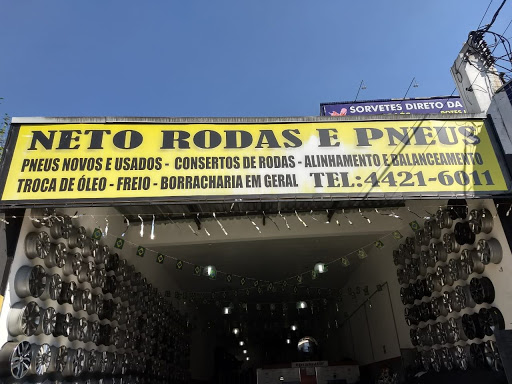 SORVETES DIRETO DA
NETO RODAS E PNEUS
PNEUS NOVOS E USADOS - CONSERTOS DE RODAS - ALINHAMENTO E BALANCEAMENTO
TROCA DE ÓLEO - FREIO - BORRACHARIA EM GERAL TEL:4421-6011